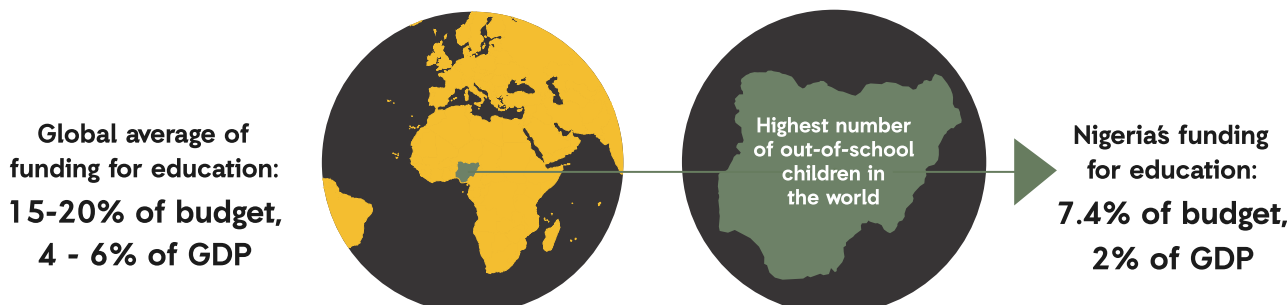 Global average of
funding for education:
15-20% of budget,
4 - 6% of GDP
Highest number
of out-of-school
children in
the world
Nigeria's funding
for education:
7.4% of budget,
2% of GDP